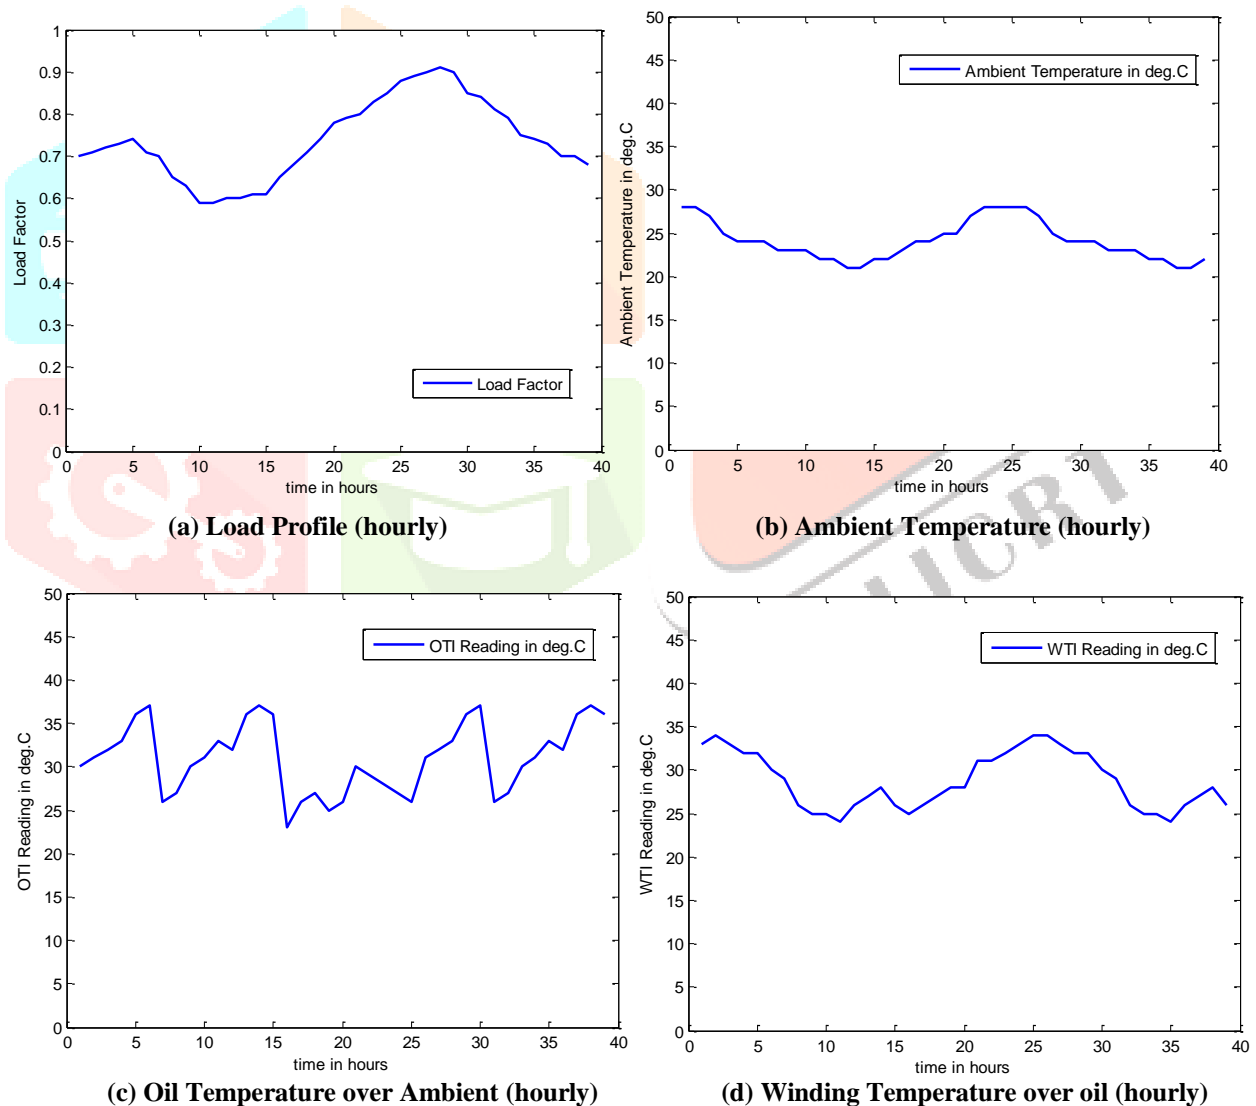 1
0.9
0.8
0.7
0.6
0.5
0.4
0.3
0.2
0.1
0
Load Factor
Load Factor
0 5 10 15 20 25 30 35 40
time in hours
(a) Load Profile (hourly)
50
45
40
35
30
25
20
15
10
5
0
Ambient Temperature in deg.C
Ambient Temperature in deg.C
0 5 10 15 20 25 30 35 40
time in hours
(b) Ambient Temperature (hourly)
IJCRT
50
45
40
35
30
25
20
15
10
5
0
OTI Reading in deg.C
OTI Reading in deg.C
0 5 10 15 20 25 30 35 40
time in hours
(c) Oil Temperature over Ambient (hourly)
50
45
40
35
30
25
20
15
10
5
0
WTI Reading in deg.C
WTI Reading in deg.C
0 5 10 15 20 25 30 35 40
time in hours
(d) Winding Temperature over oil (hourly)